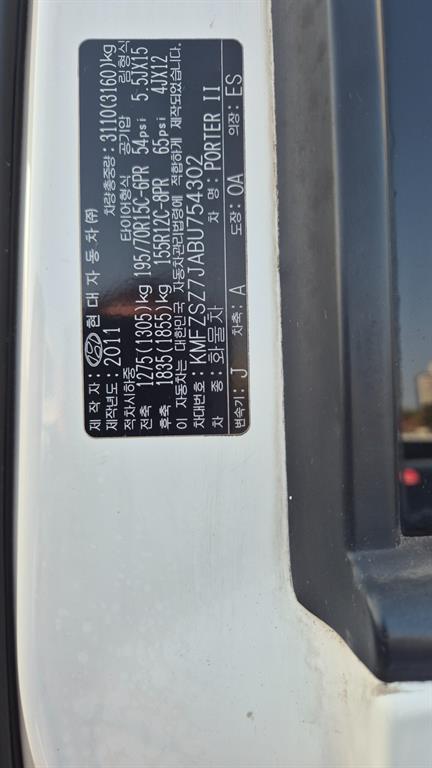 제 작 자 : 현 대 자 동 차 ㈜
제작년도 : 2011 차량총중량 : 3110(3160)kg
적차시하중 타이어형식 공기압 림형식
전축 1275(1305)kg 195/70R15C-6PR 54psi 5.5JX15
후축 1835(1855)kg 155R12C-8PR 65psi 4JX12
이 자동차는 대한민국 자동차관리법령에 적합하게 제작되었습니다.
차대번호 : KMFZSZ7JABU754302
차 종 : 화물차 차 명 : PORTER II
변속기 : J 차축 : A 도장 : OA 의장 : ES